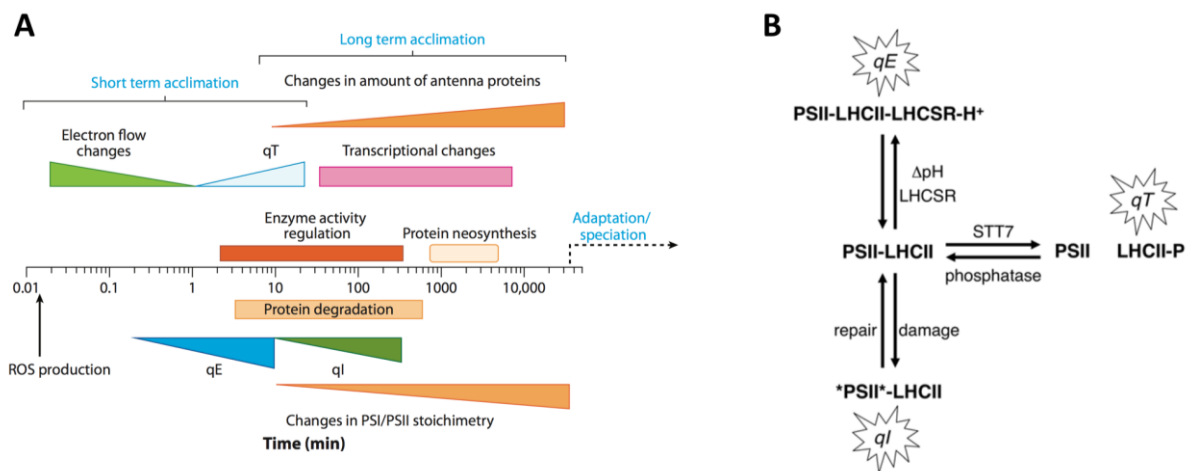 A
Long term acclimation
Short term acclimation
Changes in amount of antenna proteins
Electron flow
changes
qT
Transcriptional changes
Enzyme activity
regulation
Protein neosynthesis
Adaptation/
speciation
0.01
0.1
1
10
100
1000
10,000
Protein degradation
ROS production
qE
qI
Changes in PSI/PSII stoichimetry
Time (min)
B
qE
PSII-LHCII-LHCSR-H⁺
ΔpH
LHCSR
qT
STT7
PSII-LHCII
PSII
LHCII-P
phosphatase
repair
damage
*PSII*-LHCII
qI